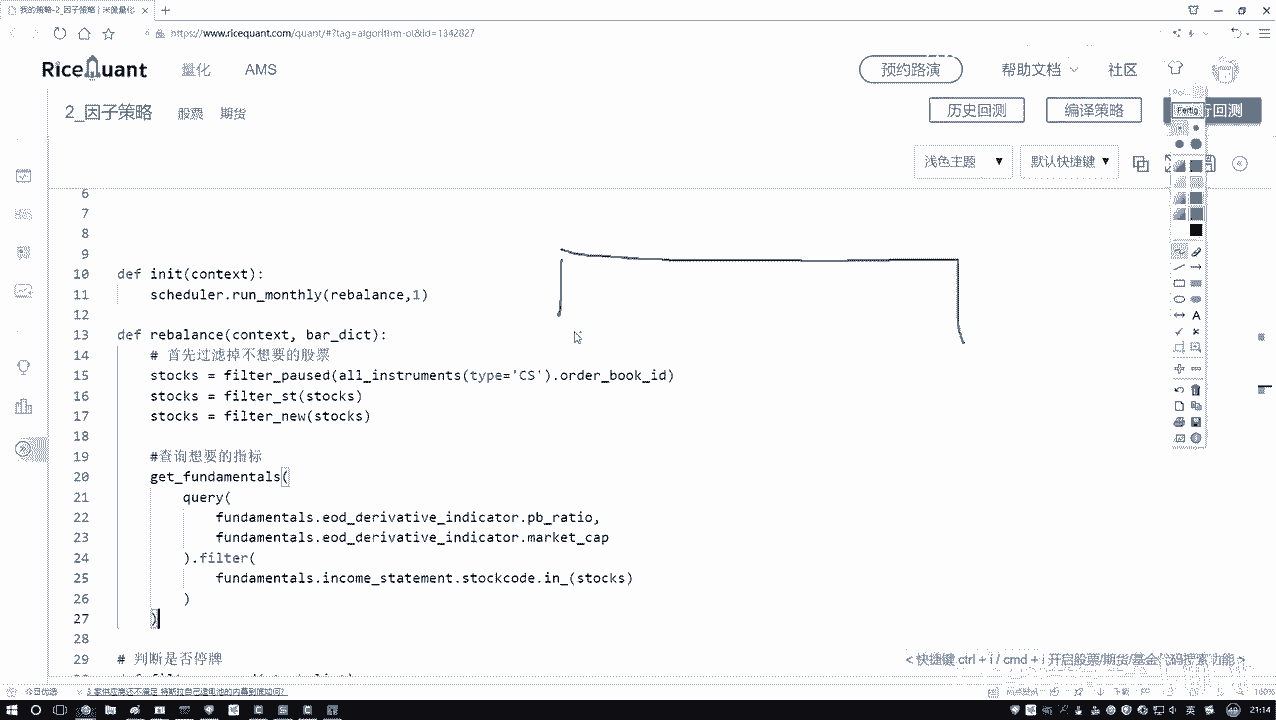 我的策略-2_因子策略 | 米筐量化
https://www.ricequant.com/quant/#?tag=algorithm-ol&id=1342827
RiceQuant 量化 AMS 预约路演 帮助文档 社区
2_因子策略 股票 期货 历史回测 编译策略 行回测
Fertig
浅色主题 ▼ 默认快捷键 ▼
6
7
8
9
10 def init(context):
11 scheduler.run_monthly(rebalance,1)
12
13 def rebalance(context, bar_dict):
14 # 首先过滤掉不想要的股票
15 stocks = filter_paused(all_instruments(type='CS').order_book_id)
16 stocks = filter_st(stocks)
17 stocks = filter_new(stocks)
18
19 #查询想要的指标
20 get_fundamentals(
21 query(
22 fundamentals.eod_derivative_indicator.pb_ratio,
23 fundamentals.eod_derivative_indicator.market_cap
24 ).filter(
25 fundamentals.income_statement.stockcode.in_(stocks)
26 )
27 )
28
29 # 判断是否停牌
< 快捷键 ctrl + i / cmd + i 开启股票/期货/基金代码搜索功能 >
今日优选
100%
英
21:14